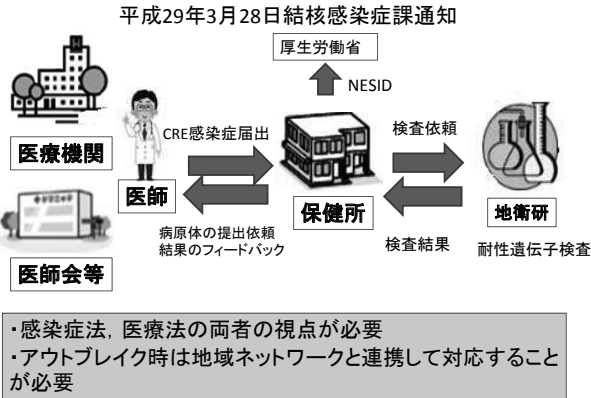 平成29年3月28日結核感染症課通知
厚生労働省
NESID
医療機関
医師
CRE感染症届出
検査依頼
保健所
地衛研
病原体の提出依頼
結果のフィードバック
検査結果
耐性遺伝子検査
医師会等
・感染症法，医療法の両者の視点が必要
・アウトブレイク時は地域ネットワークと連携して対応すること
が必要